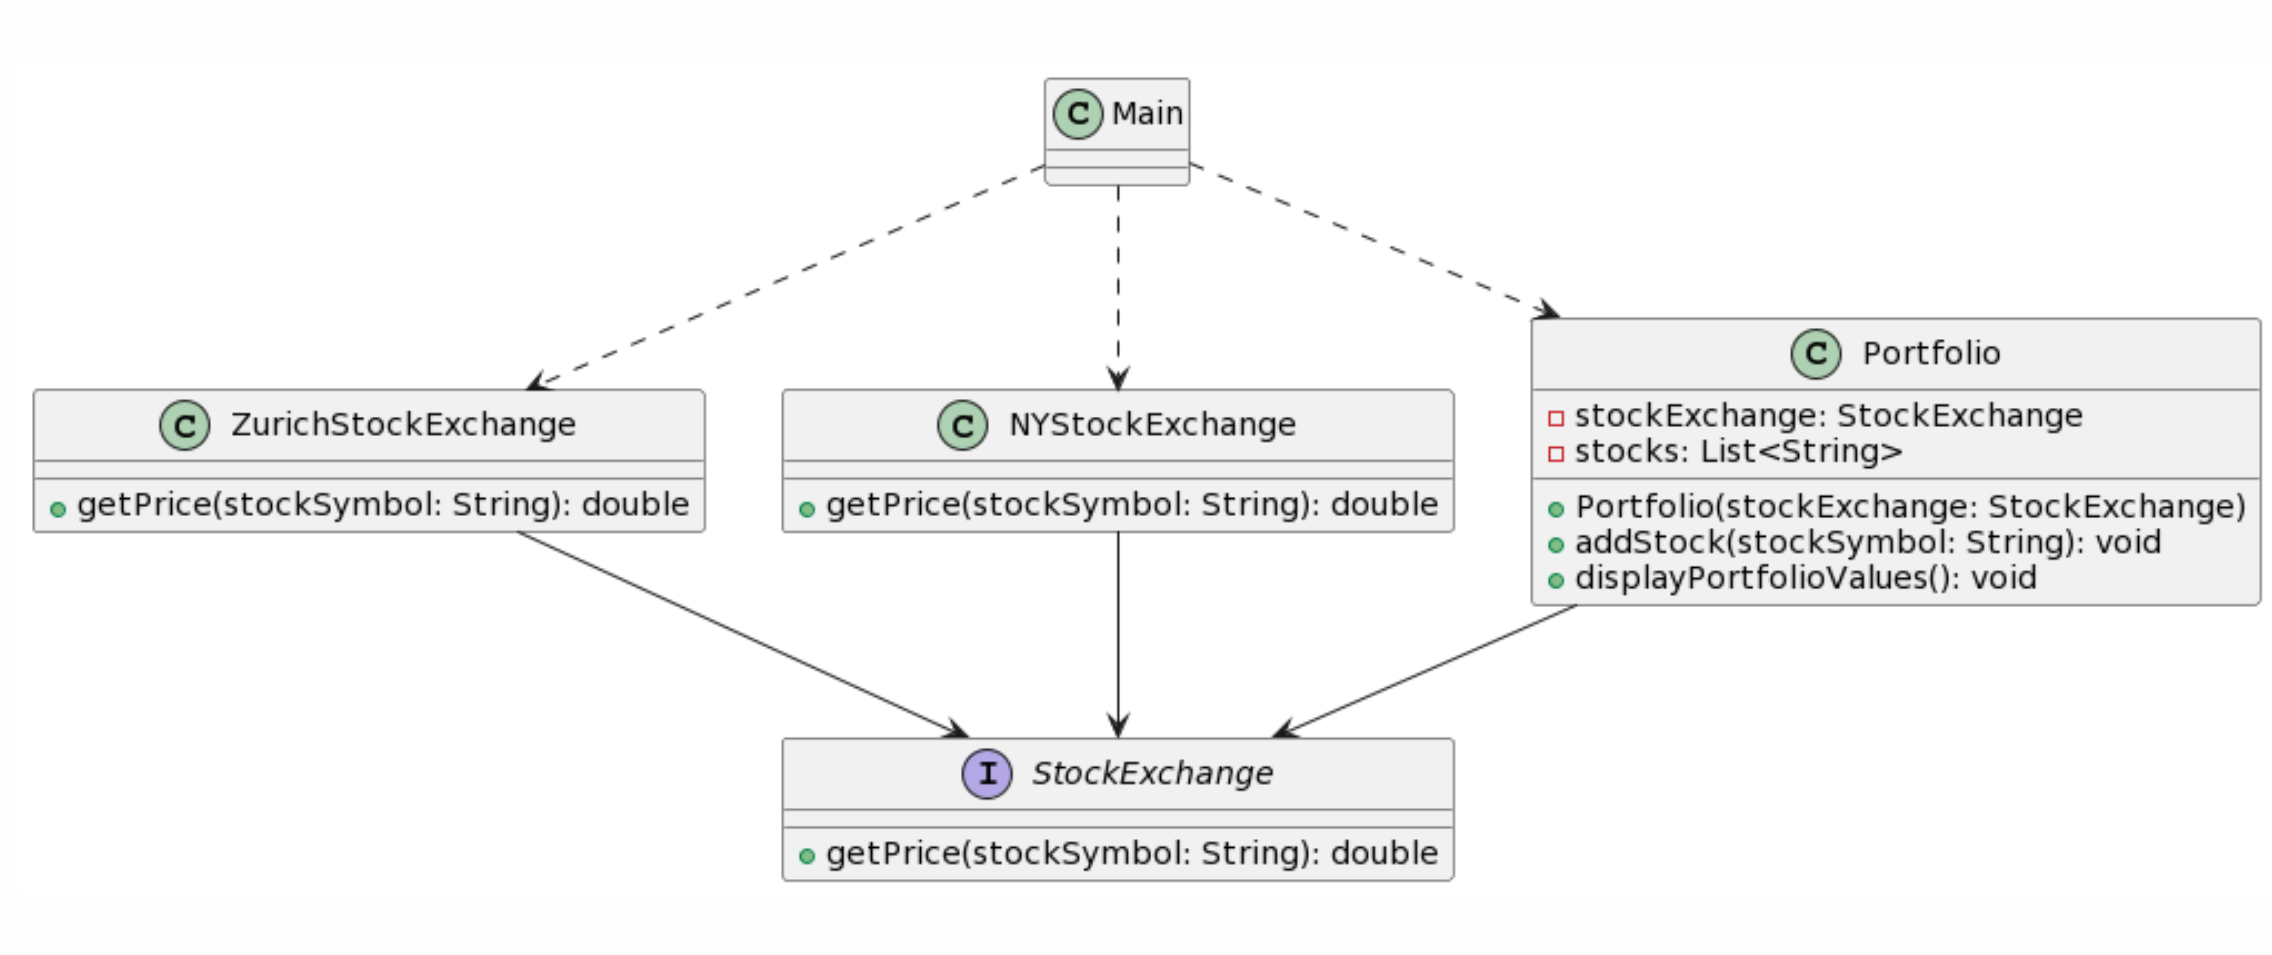 C Main
C ZurichStockExchange
getPrice(stockSymbol: String): double
C NYStockExchange
getPrice(stockSymbol: String): double
C Portfolio
stockExchange: StockExchange
stocks: List<String>
Portfolio(stockExchange: StockExchange)
addStock(stockSymbol: String): void
displayPortfolioValues(): void
I StockExchange
getPrice(stockSymbol: String): double